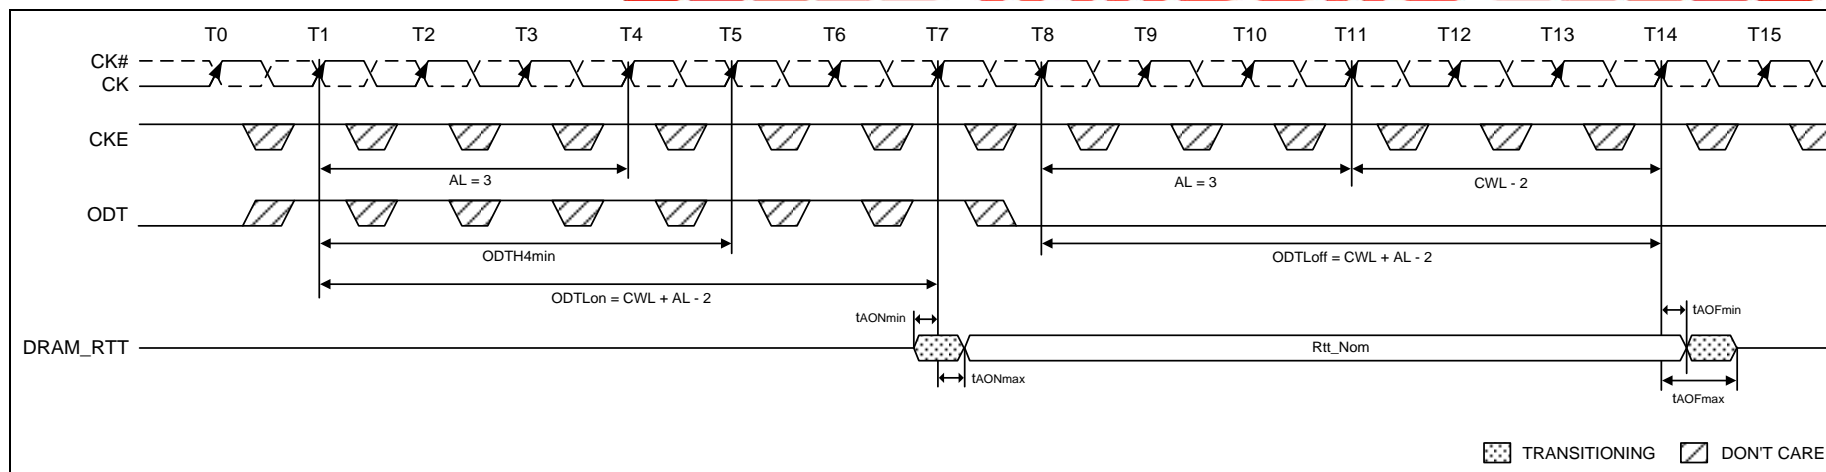 T0 T1 T2 T3 T4 T5 T6 T7 T8 T9 T10 T11 T12 T13 T14 T15
CK#
CK
CKE
AL = 3 AL = 3 CWL - 2
ODT
ODTH4min ODTLoff = CWL + AL - 2
ODTLon = CWL + AL - 2
tAONmin tAOFmin
DRAM_RTT Rtt_Nom
tAONmax
tAOFmax
TRANSITIONING DON'T CARE